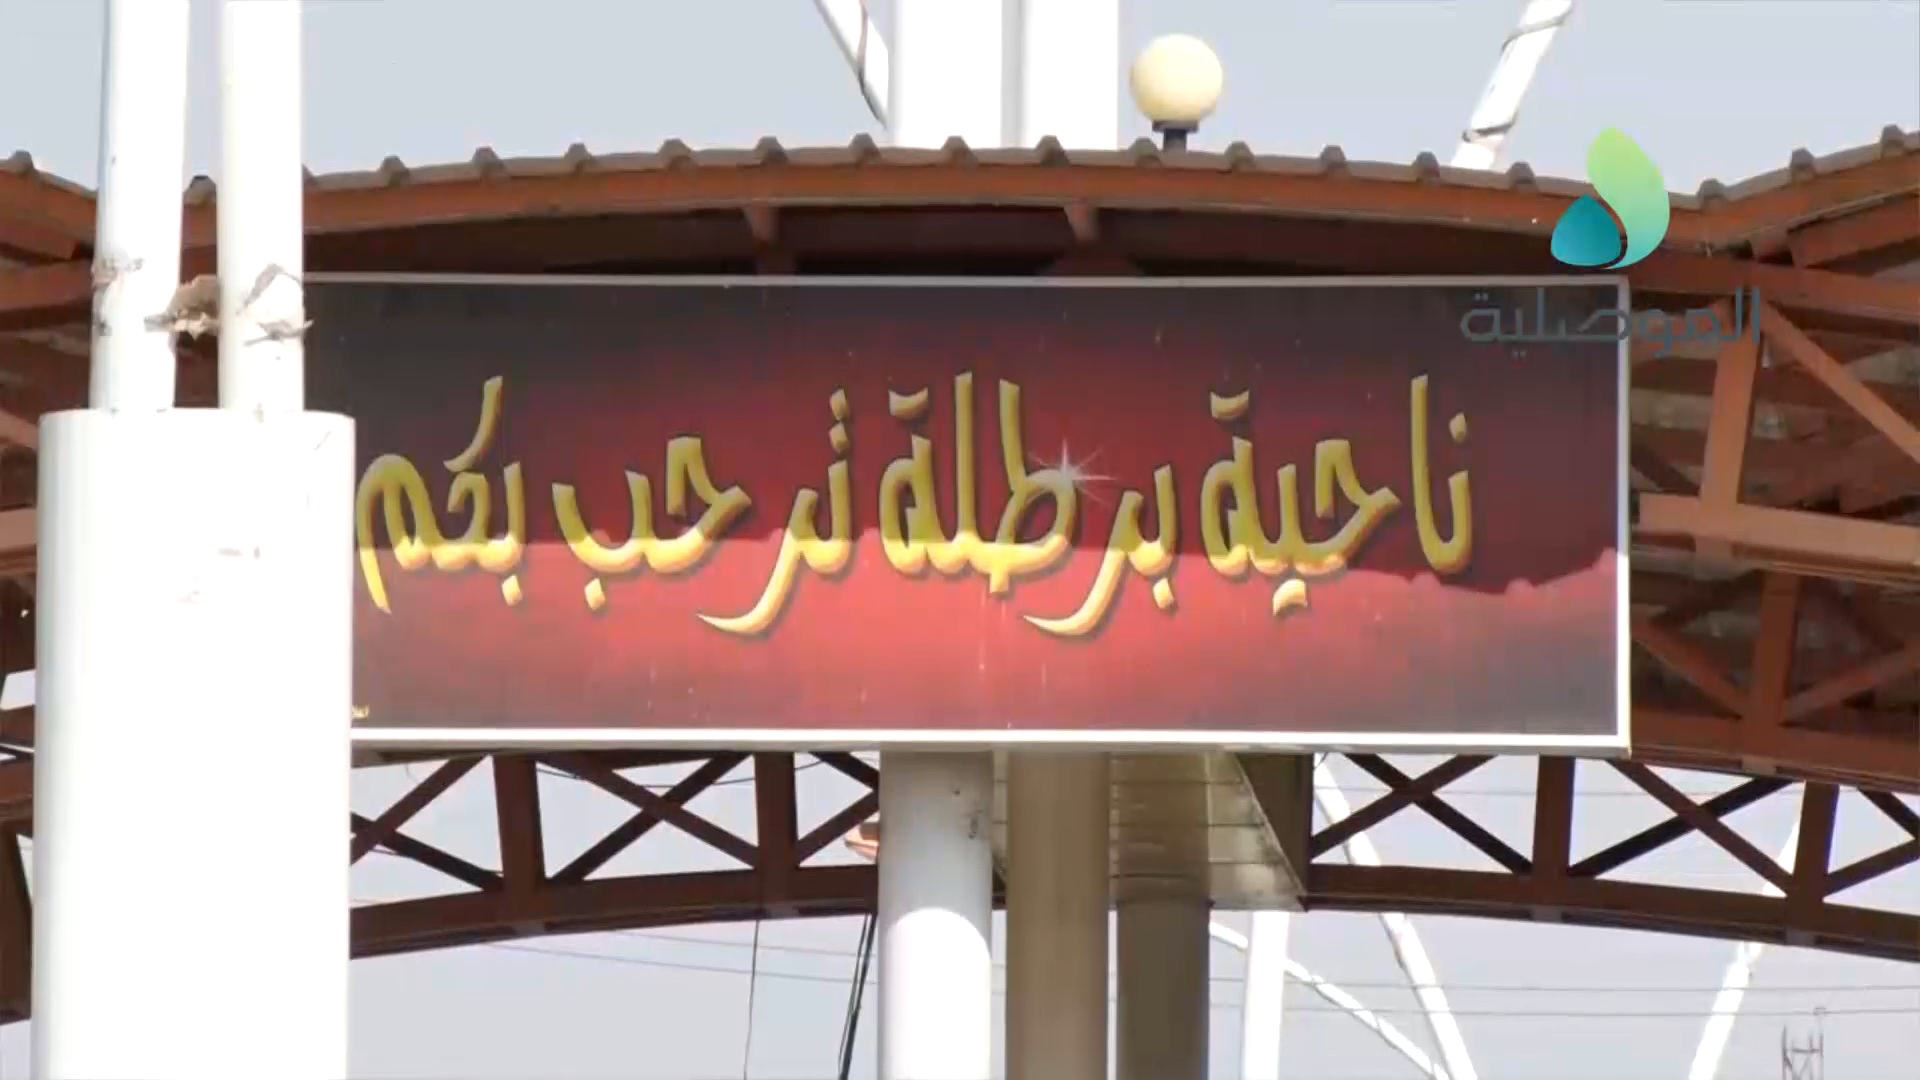 الموصلية
ناحية برطلة ترحب بكم